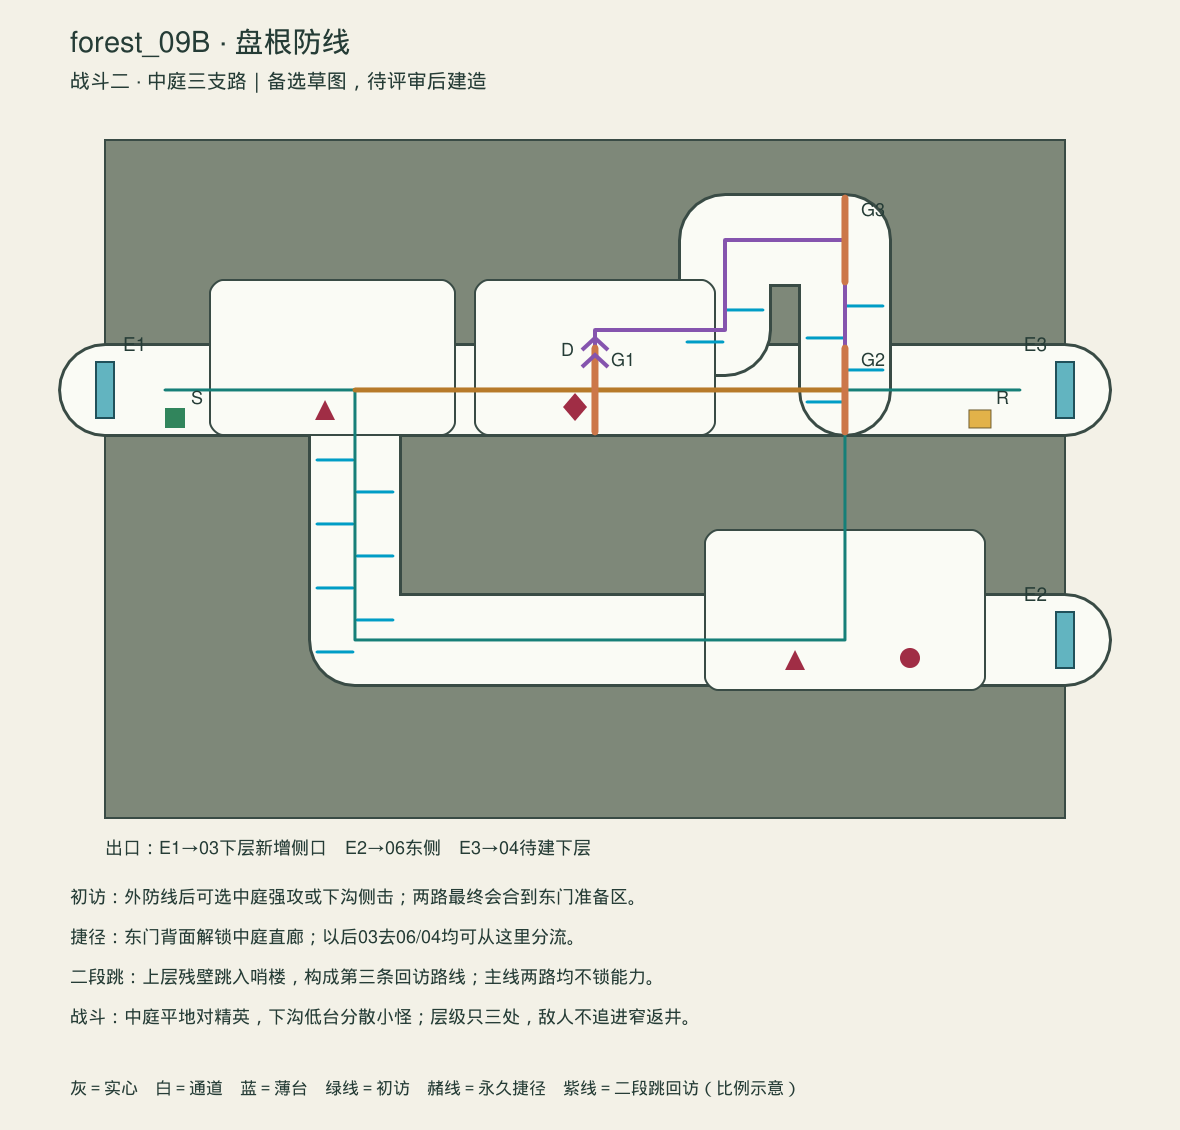 forest_09B · 盘根防线
战斗二 · 中庭三支路｜备选草图，待评审后建造
G3
E1
D
G1
G2
E3
S
R
E2
出口：E1→03下层新增侧口　E2→06东侧　E3→04待建下层
初访：外防线后可选中庭强攻或下沟侧击；两路最终会合到东门准备区。
捷径：东门背面解锁中庭直廊；以后03去06/04均可从这里分流。
二段跳：上层残壁跳入哨楼，构成第三条回访路线；主线两路均不锁能力。
战斗：中庭平地对精英，下沟低台分散小怪；层级只三处，敌人不追进窄返井。
灰＝实心　白＝通道　蓝＝薄台　绿线＝初访　赭线＝永久捷径　紫线＝二段跳回访（比例示意）